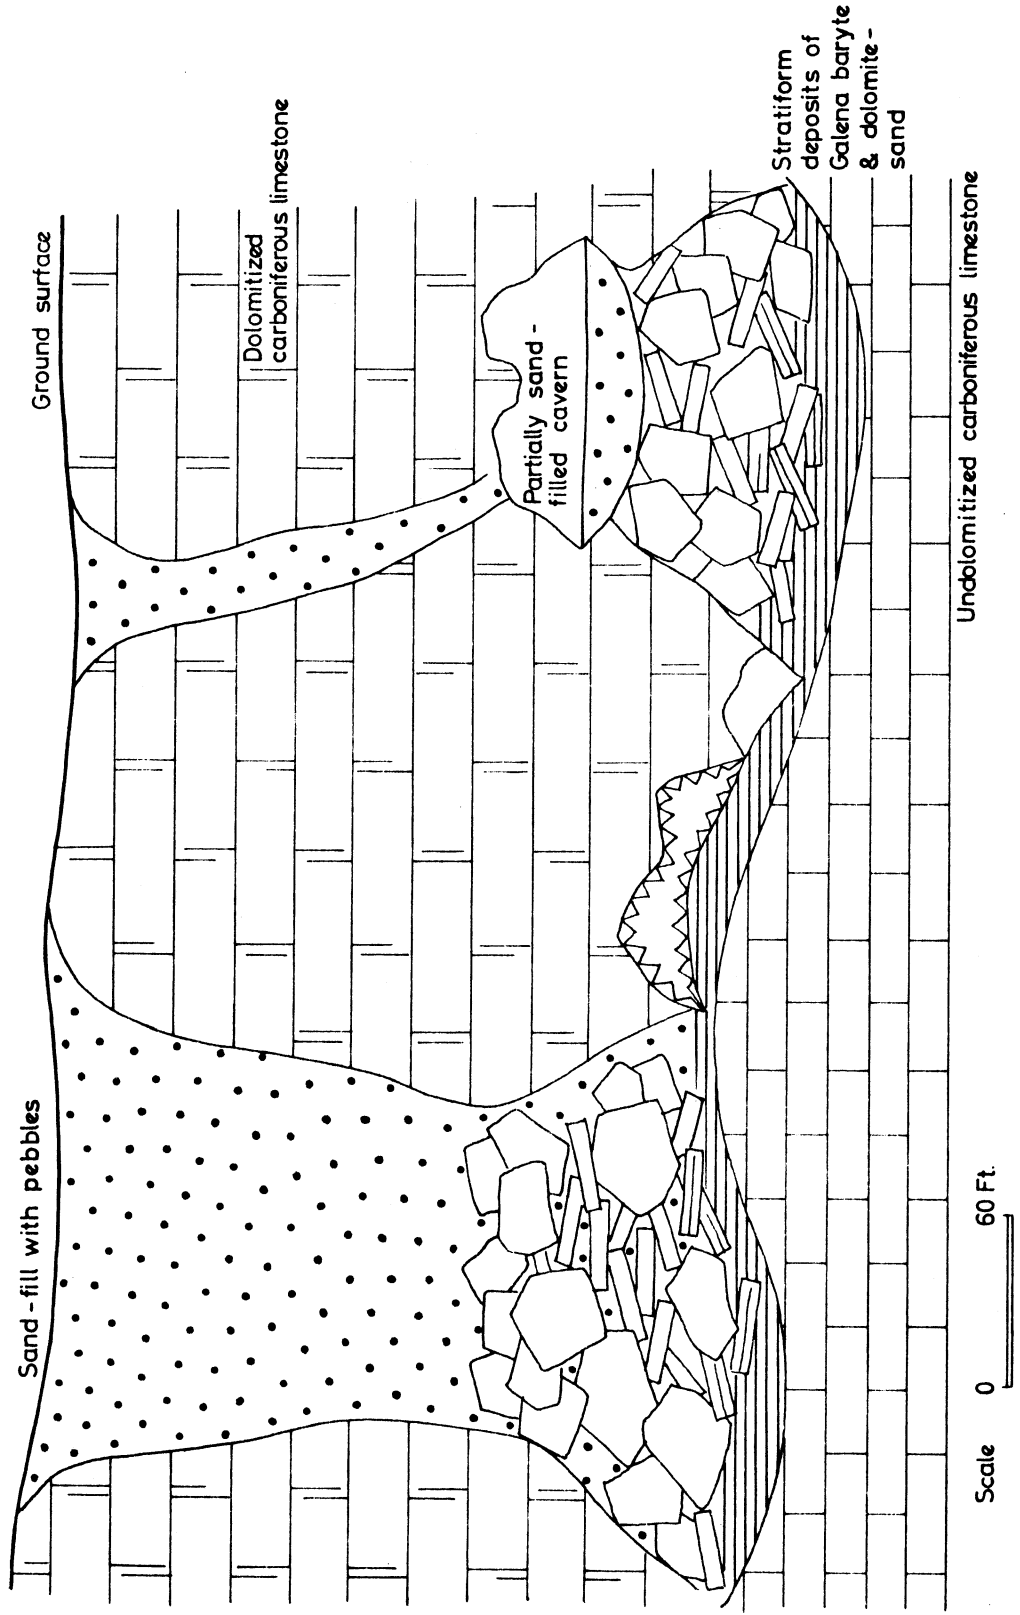 Sand-fill with pebbles
Ground surface
Dolomitized
carboniferous limestone
Partially sand-
filled cavern
Stratiform
deposits of
Galena baryte
& dolomite-
sand
Undolomitized carboniferous limestone
Scale 0 60 Ft.